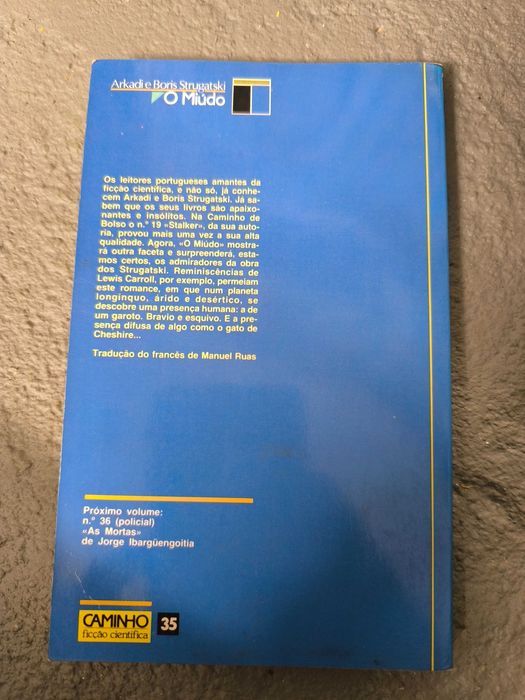 Arkadi e Boris Strugatski
O Miúdo
Os leitores portugueses amantes da
ficção científica, e não só, já conhe-
cem Arkadi e Boris Strugatski. Já sa-
bem que os seus livros são apaixo-
nantes e insólitos. Na Caminho de
Bolso o n.º 19 «Stalker», da sua auto-
ria, provou mais uma vez a sua alta
qualidade. Agora, «O Miúdo» mostra-
rá outra faceta e surpreenderá, esta-
mos certos, os admiradores da obra
dos Strugatski. Reminiscências de
Lewis Carroll, por exemplo, permeiam
este romance, em que num planeta
longínquo, árido e desértico, se
descobre uma presença humana: a de
um garoto. Bravio e esquivo. E a pre-
sença difusa de algo como o gato de
Cheshire...
Tradução do francês de Manuel Ruas
Próximo volume:
n.º 36 (policial)
«As Mortas»
de Jorge Ibargüengoitia
CAMINHO
ficção científica
35